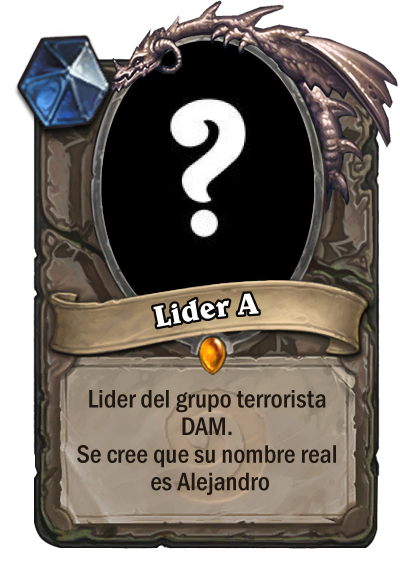 ?
Lider A
Lider del grupo terrorista
DAM.
Se cree que su nombre real
es Alejandro